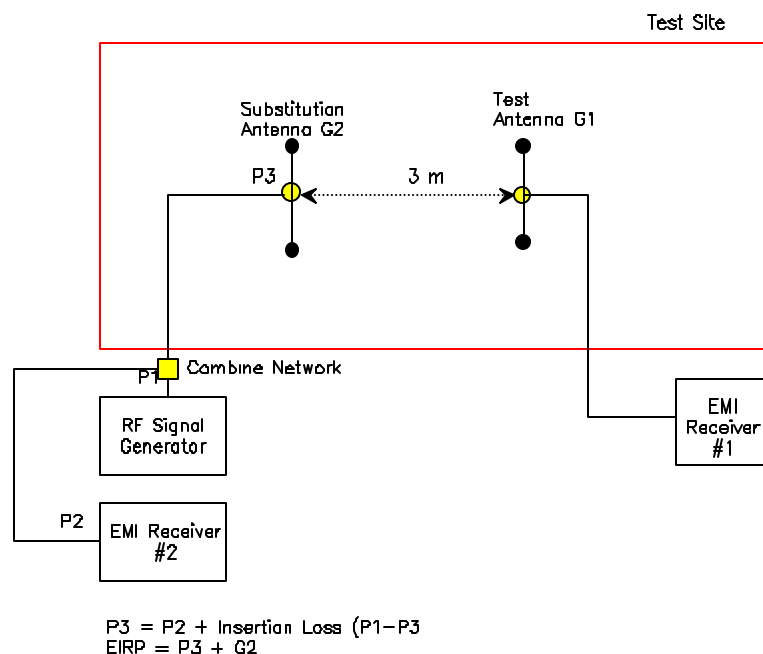 Test Site
Substitution
Antenna G2
Test
Antenna G1
P3
3 m
Combine Network
P1
RF Signal
Generator
EMI
Receiver
#1
P2
EMI Receiver
#2
P3 = P2 + Insertion Loss (P1-P3
EIRP = P3 + G2